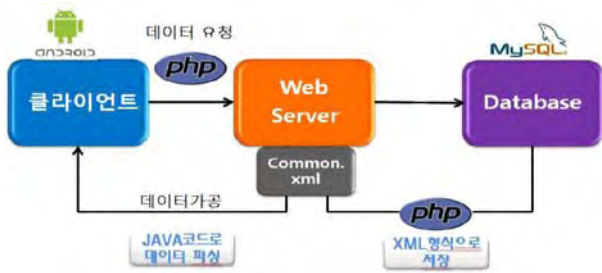 데이터 요청
ANDROID
php
MySQL
클라이언트
Web
Server
Database
Common.
xml
데이터가공
php
JAVA코드로
데이터 파싱
XML형식으로
저장